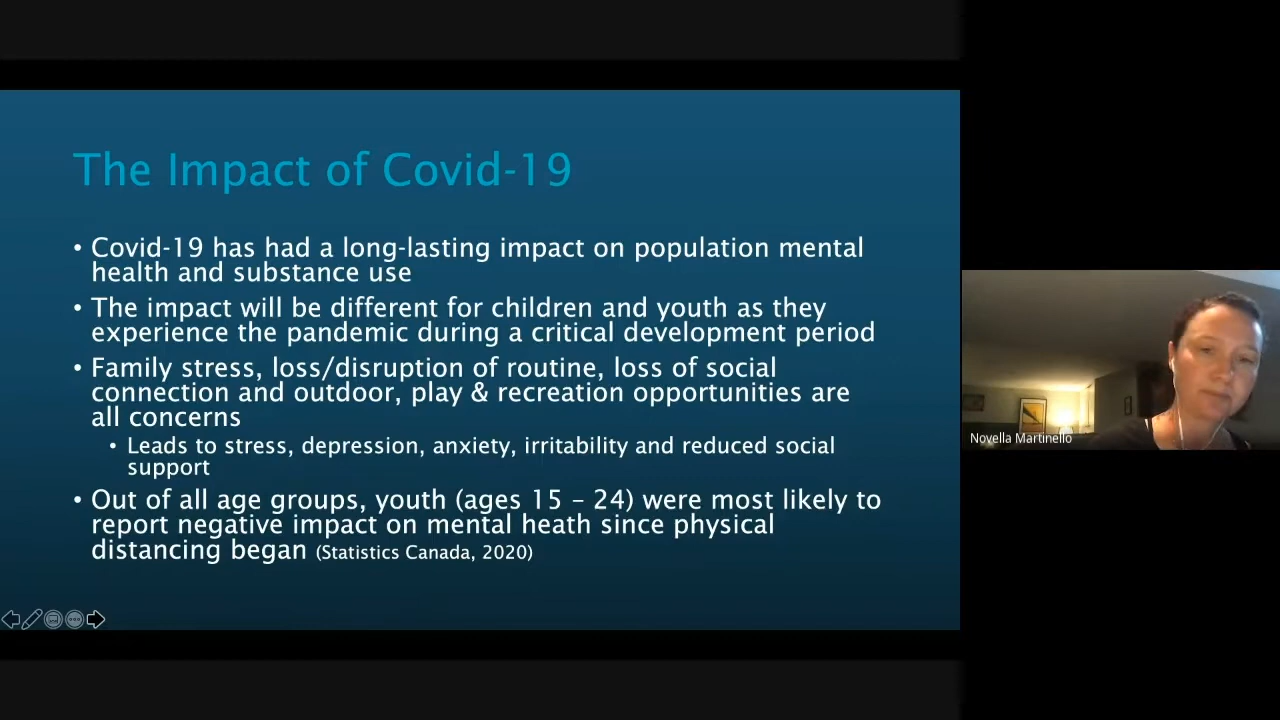 The Impact of Covid-19
• Covid-19 has had a long-lasting impact on population mental
health and substance use
• The impact will be different for children and youth as they
experience the pandemic during a critical development period
• Family stress, loss/disruption of routine, loss of social
connection and outdoor, play & recreation opportunities are
all concerns
• Leads to stress, depression, anxiety, irritability and reduced social
support
• Out of all age groups, youth (ages 15 – 24) were most likely to
report negative impact on mental heath since physical
distancing began (Statistics Canada, 2020)
Novella Martinello